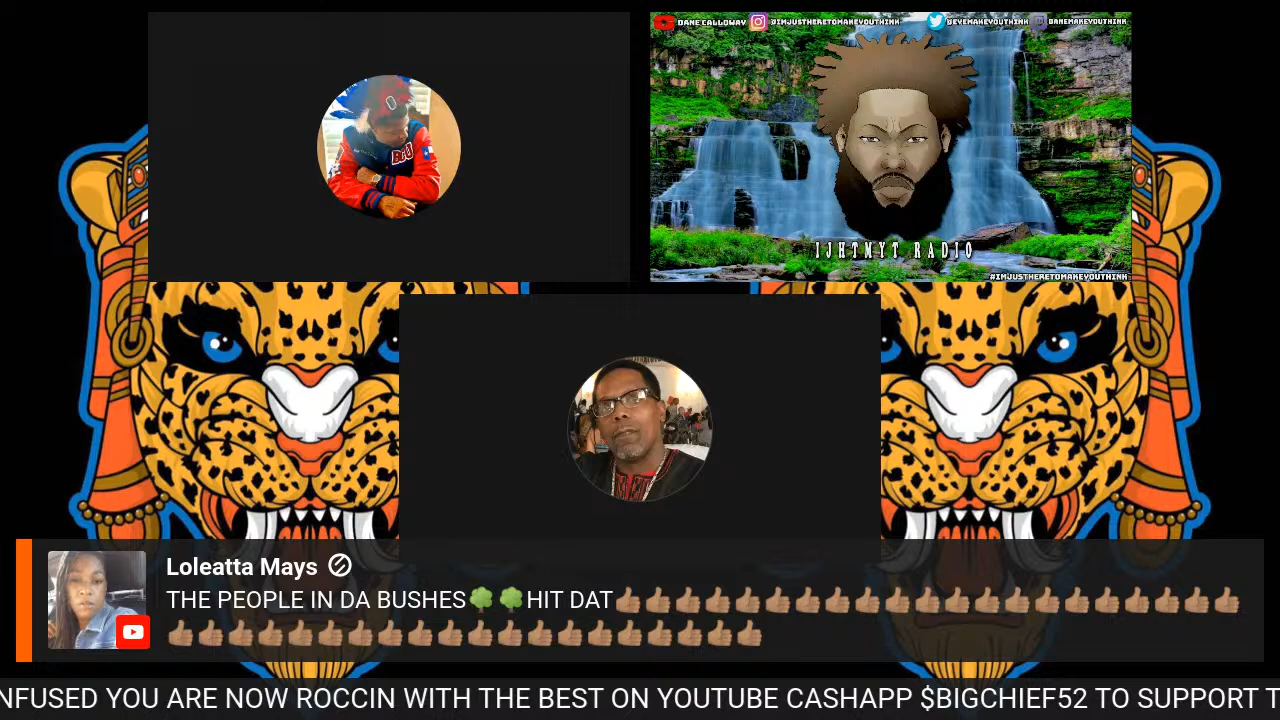 DANE CALLOWAY @IMJUSTHERETOMAKEYOUTHINK @EYEMAKEYOUTHINK DANEMAKEYOUTHINK
IJHTMYT RADIO
#IMJUSTHERETOMAKEYOUTHINK
Loleatta Mays
THE PEOPLE IN DA BUSHES🍀 🍀HIT DAT👍🏽👍🏽👍🏽👍🏽👍🏽👍🏽👍🏽👍🏽👍🏽👍🏽👍🏽👍🏽👍🏽👍🏽👍🏽👍🏽👍🏽👍🏽👍🏽👍🏽👍🏽
👍🏽👍🏽👍🏽👍🏽👍🏽👍🏽👍🏽👍🏽👍🏽👍🏽👍🏽👍🏽👍🏽👍🏽👍🏽👍🏽👍🏽👍🏽👍🏽👍🏽
NFUSED YOU ARE NOW ROCCIN WITH THE BEST ON YOUTUBE CASHAPP $BIGCHIEF52 TO SUPPORT T